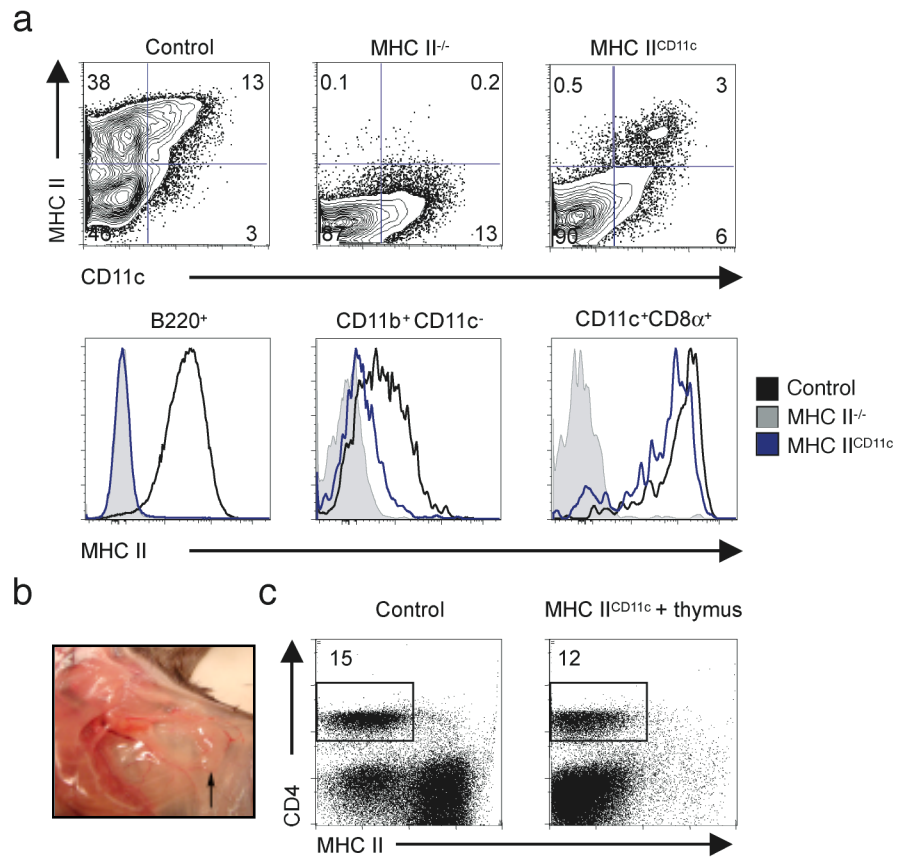 a
Control
MHC II-/-
MHC IICD11c
38
13
0.1
0.2
0.5
3
46
3
87
13
90
6
MHC II
CD11c
B220+
CD11b+ CD11c-
CD11c+CD8α+
Control
MHC II-/-
MHC IICD11c
MHC II
b
c
Control
MHC IICD11c + thymus
15
12
CD4
MHC II